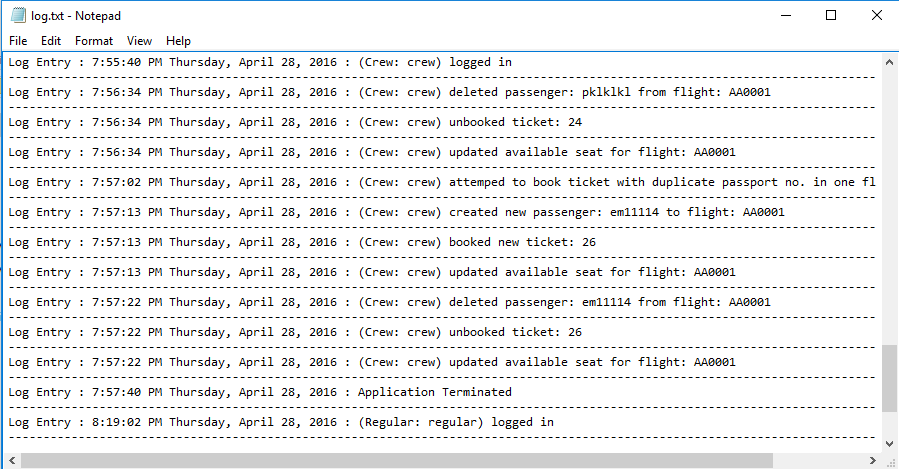 log.txt - Notepad
File Edit Format View Help
Log Entry : 7:55:40 PM Thursday, April 28, 2016 : (Crew: crew) logged in
-------------------------------------------------------------------------------
Log Entry : 7:56:34 PM Thursday, April 28, 2016 : (Crew: crew) deleted passenger: pklklkl from flight: AA0001
-------------------------------------------------------------------------------
Log Entry : 7:56:34 PM Thursday, April 28, 2016 : (Crew: crew) unbooked ticket: 24
-------------------------------------------------------------------------------
Log Entry : 7:56:34 PM Thursday, April 28, 2016 : (Crew: crew) updated available seat for flight: AA0001
-------------------------------------------------------------------------------
Log Entry : 7:57:02 PM Thursday, April 28, 2016 : (Crew: crew) attemped to book ticket with duplicate passport no. in one fl
-------------------------------------------------------------------------------
Log Entry : 7:57:13 PM Thursday, April 28, 2016 : (Crew: crew) created new passenger: em11114 to flight: AA0001
-------------------------------------------------------------------------------
Log Entry : 7:57:13 PM Thursday, April 28, 2016 : (Crew: crew) booked new ticket: 26
-------------------------------------------------------------------------------
Log Entry : 7:57:13 PM Thursday, April 28, 2016 : (Crew: crew) updated available seat for flight: AA0001
-------------------------------------------------------------------------------
Log Entry : 7:57:22 PM Thursday, April 28, 2016 : (Crew: crew) deleted passenger: em11114 from flight: AA0001
-------------------------------------------------------------------------------
Log Entry : 7:57:22 PM Thursday, April 28, 2016 : (Crew: crew) unbooked ticket: 26
-------------------------------------------------------------------------------
Log Entry : 7:57:22 PM Thursday, April 28, 2016 : (Crew: crew) updated available seat for flight: AA0001
-------------------------------------------------------------------------------
Log Entry : 7:57:40 PM Thursday, April 28, 2016 : Application Terminated
-------------------------------------------------------------------------------
Log Entry : 8:19:02 PM Thursday, April 28, 2016 : (Regular: regular) logged in
-------------------------------------------------------------------------------